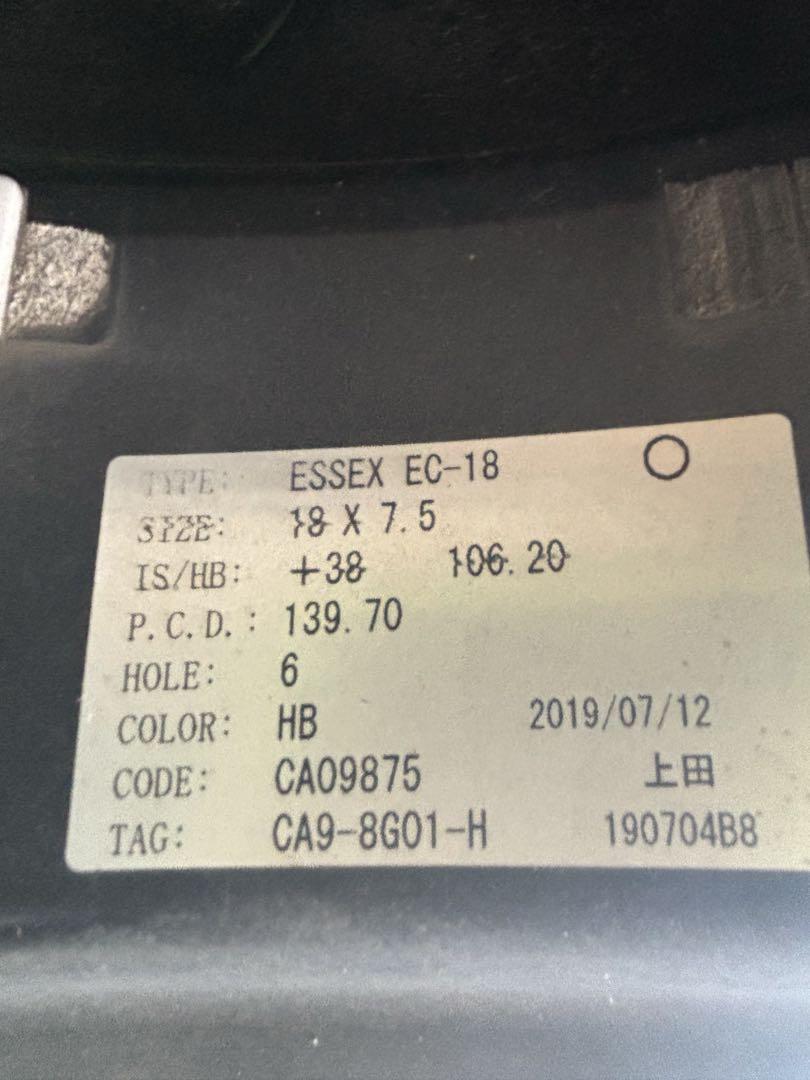 TYPE: ESSEX EC-18 ○
SIZE: 18 X 7.5
IS/HB: +38 106.20
P.C.D.: 139.70
HOLE: 6
COLOR: HB 2019/07/12
CODE: CA09875 上田
TAG: CA9-8G01-H 190704B8